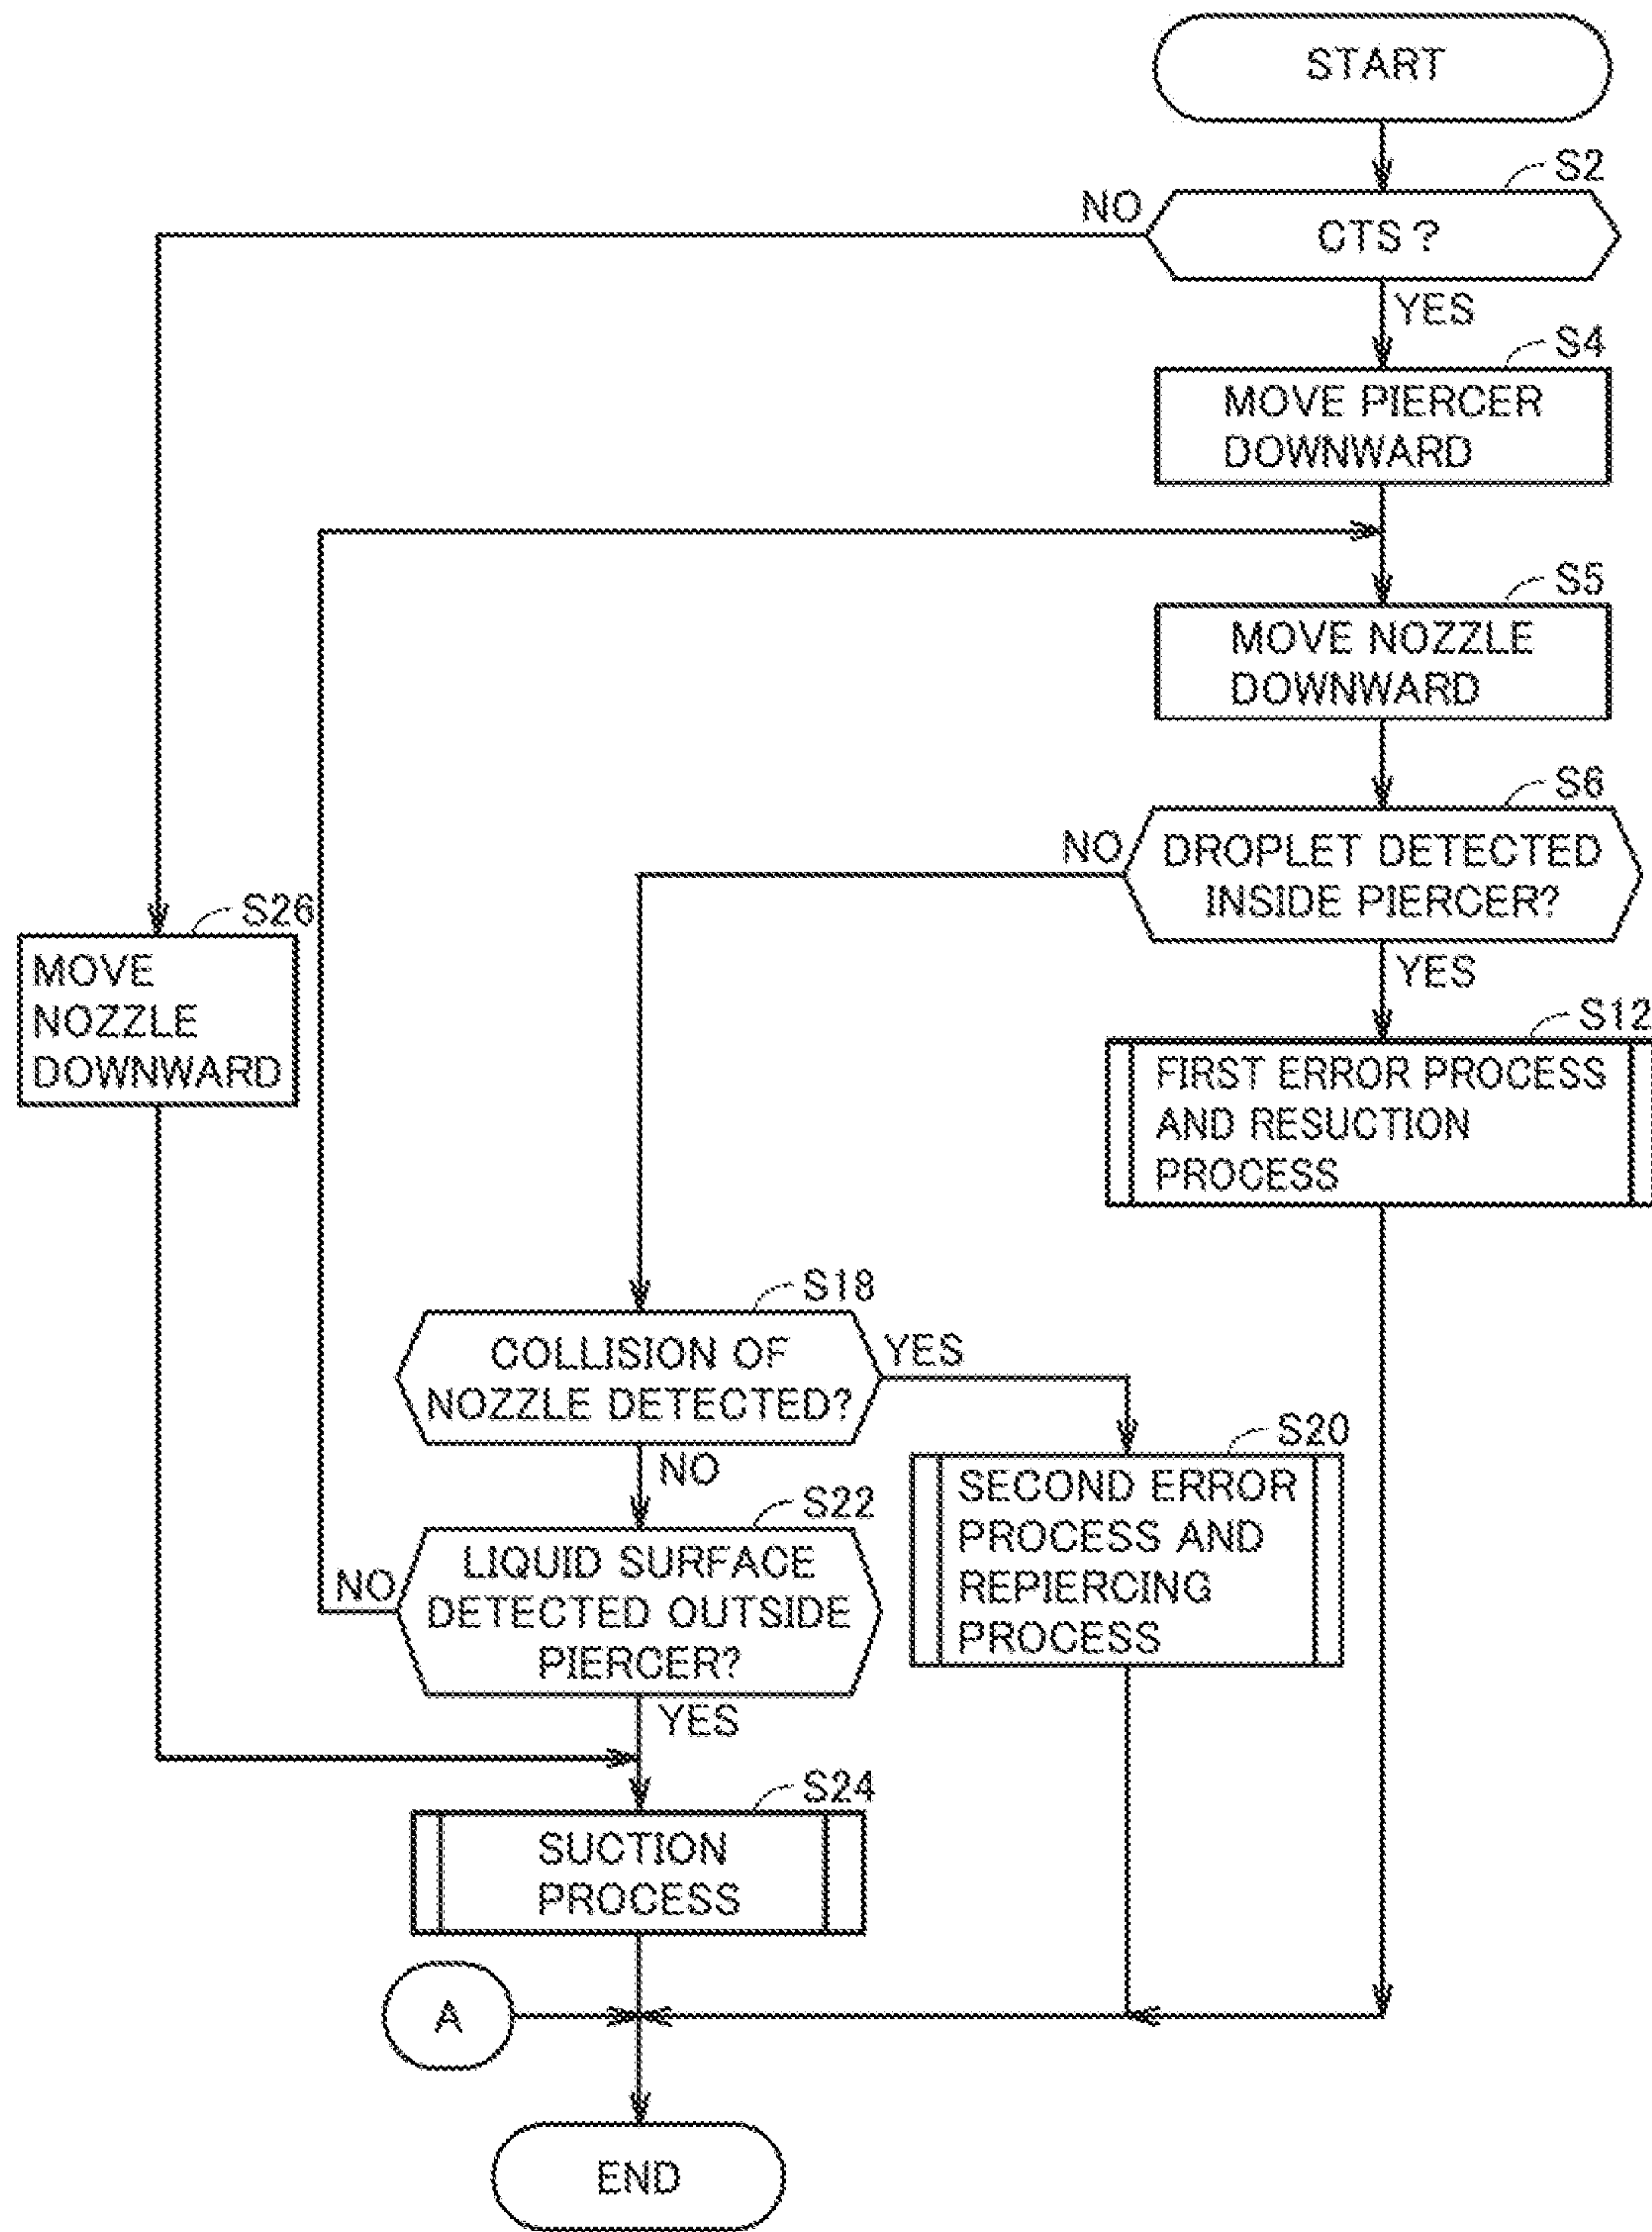 START
S2
NO
CTS?
YES
S4
MOVE PIERCER
DOWNWARD
S5
MOVE NOZZLE
DOWNWARD
S6
NO
DROPLET DETECTED
INSIDE PIERCER?
YES
S26
MOVE
NOZZLE
DOWNWARD
S12
FIRST ERROR PROCESS
AND RESUCTION
PROCESS
S18
COLLISION OF
NOZZLE DETECTED?
YES
NO
S20
SECOND ERROR
PROCESS AND
REPIERCING
PROCESS
S22
NO
LIQUID SURFACE
DETECTED OUTSIDE
PIERCER?
YES
S24
SUCTION
PROCESS
A
END